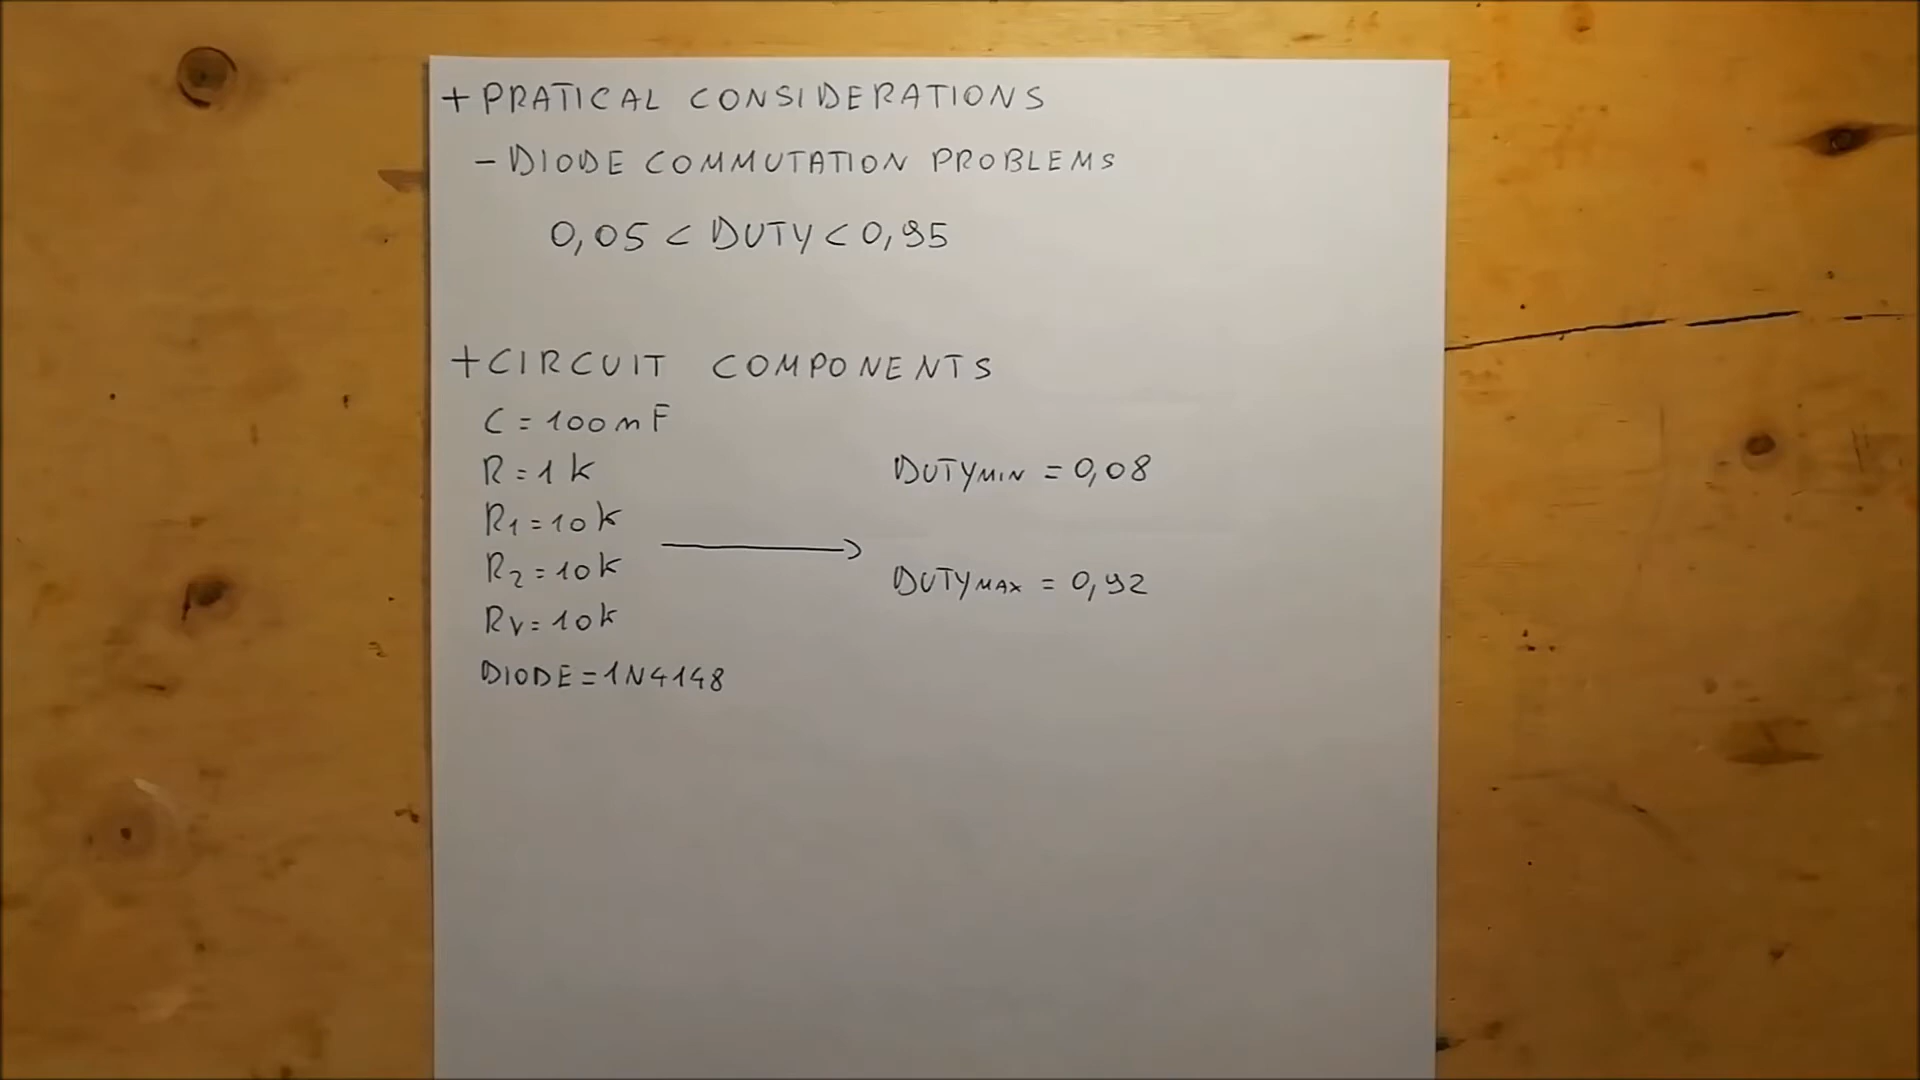 + PRATICAL CONSIDERATIONS
- DIODE COMMUTATION PROBLEMS
0,05 < DUTY < 0,95
+ CIRCUIT COMPONENTS
C = 100nF
R = 1k
R1 = 10k
R2 = 10k
RV = 10k
DIODE = 1N4148
DUTYMIN = 0,08
DUTYMAX = 0,92